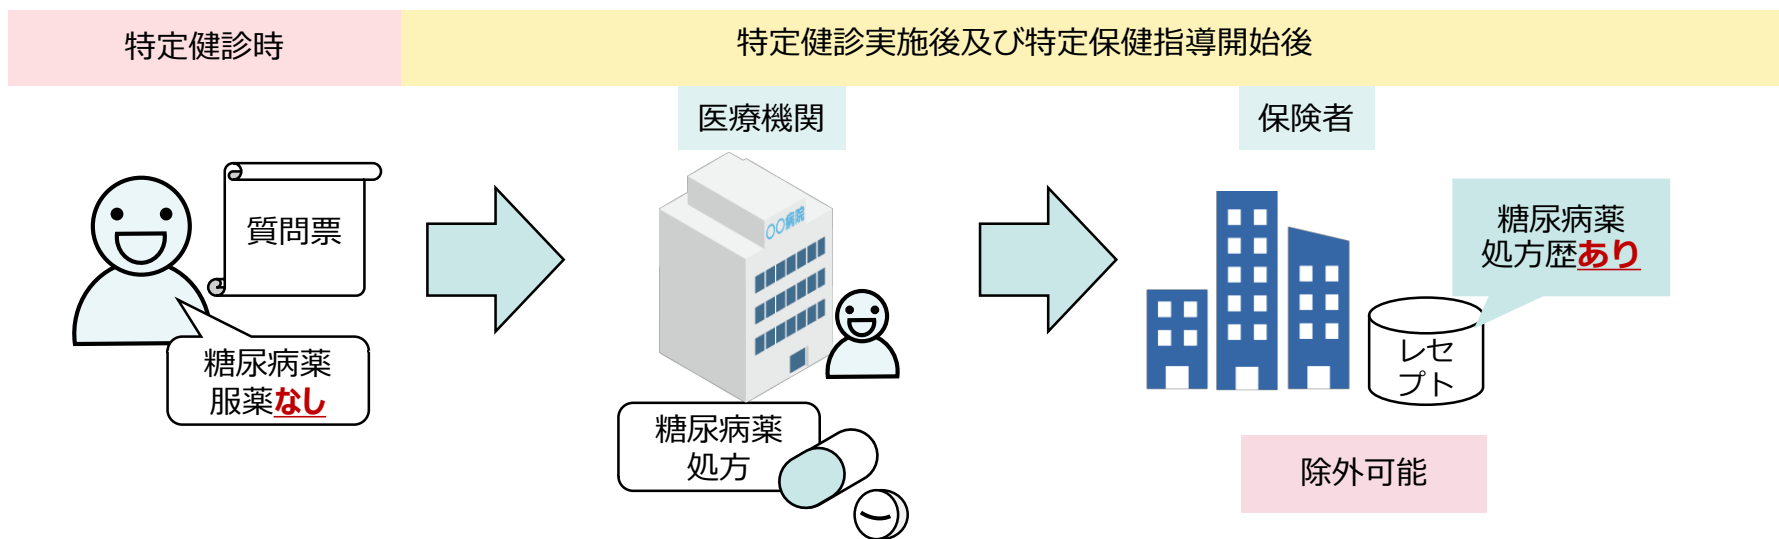 特定健診時
特定健診実施後及び特定保健指導開始後
医療機関
保険者
質問票
糖尿病薬
服薬なし
〇〇病院
糖尿病薬
処方
糖尿病薬
処方歴あり
レセ
プト
除外可能